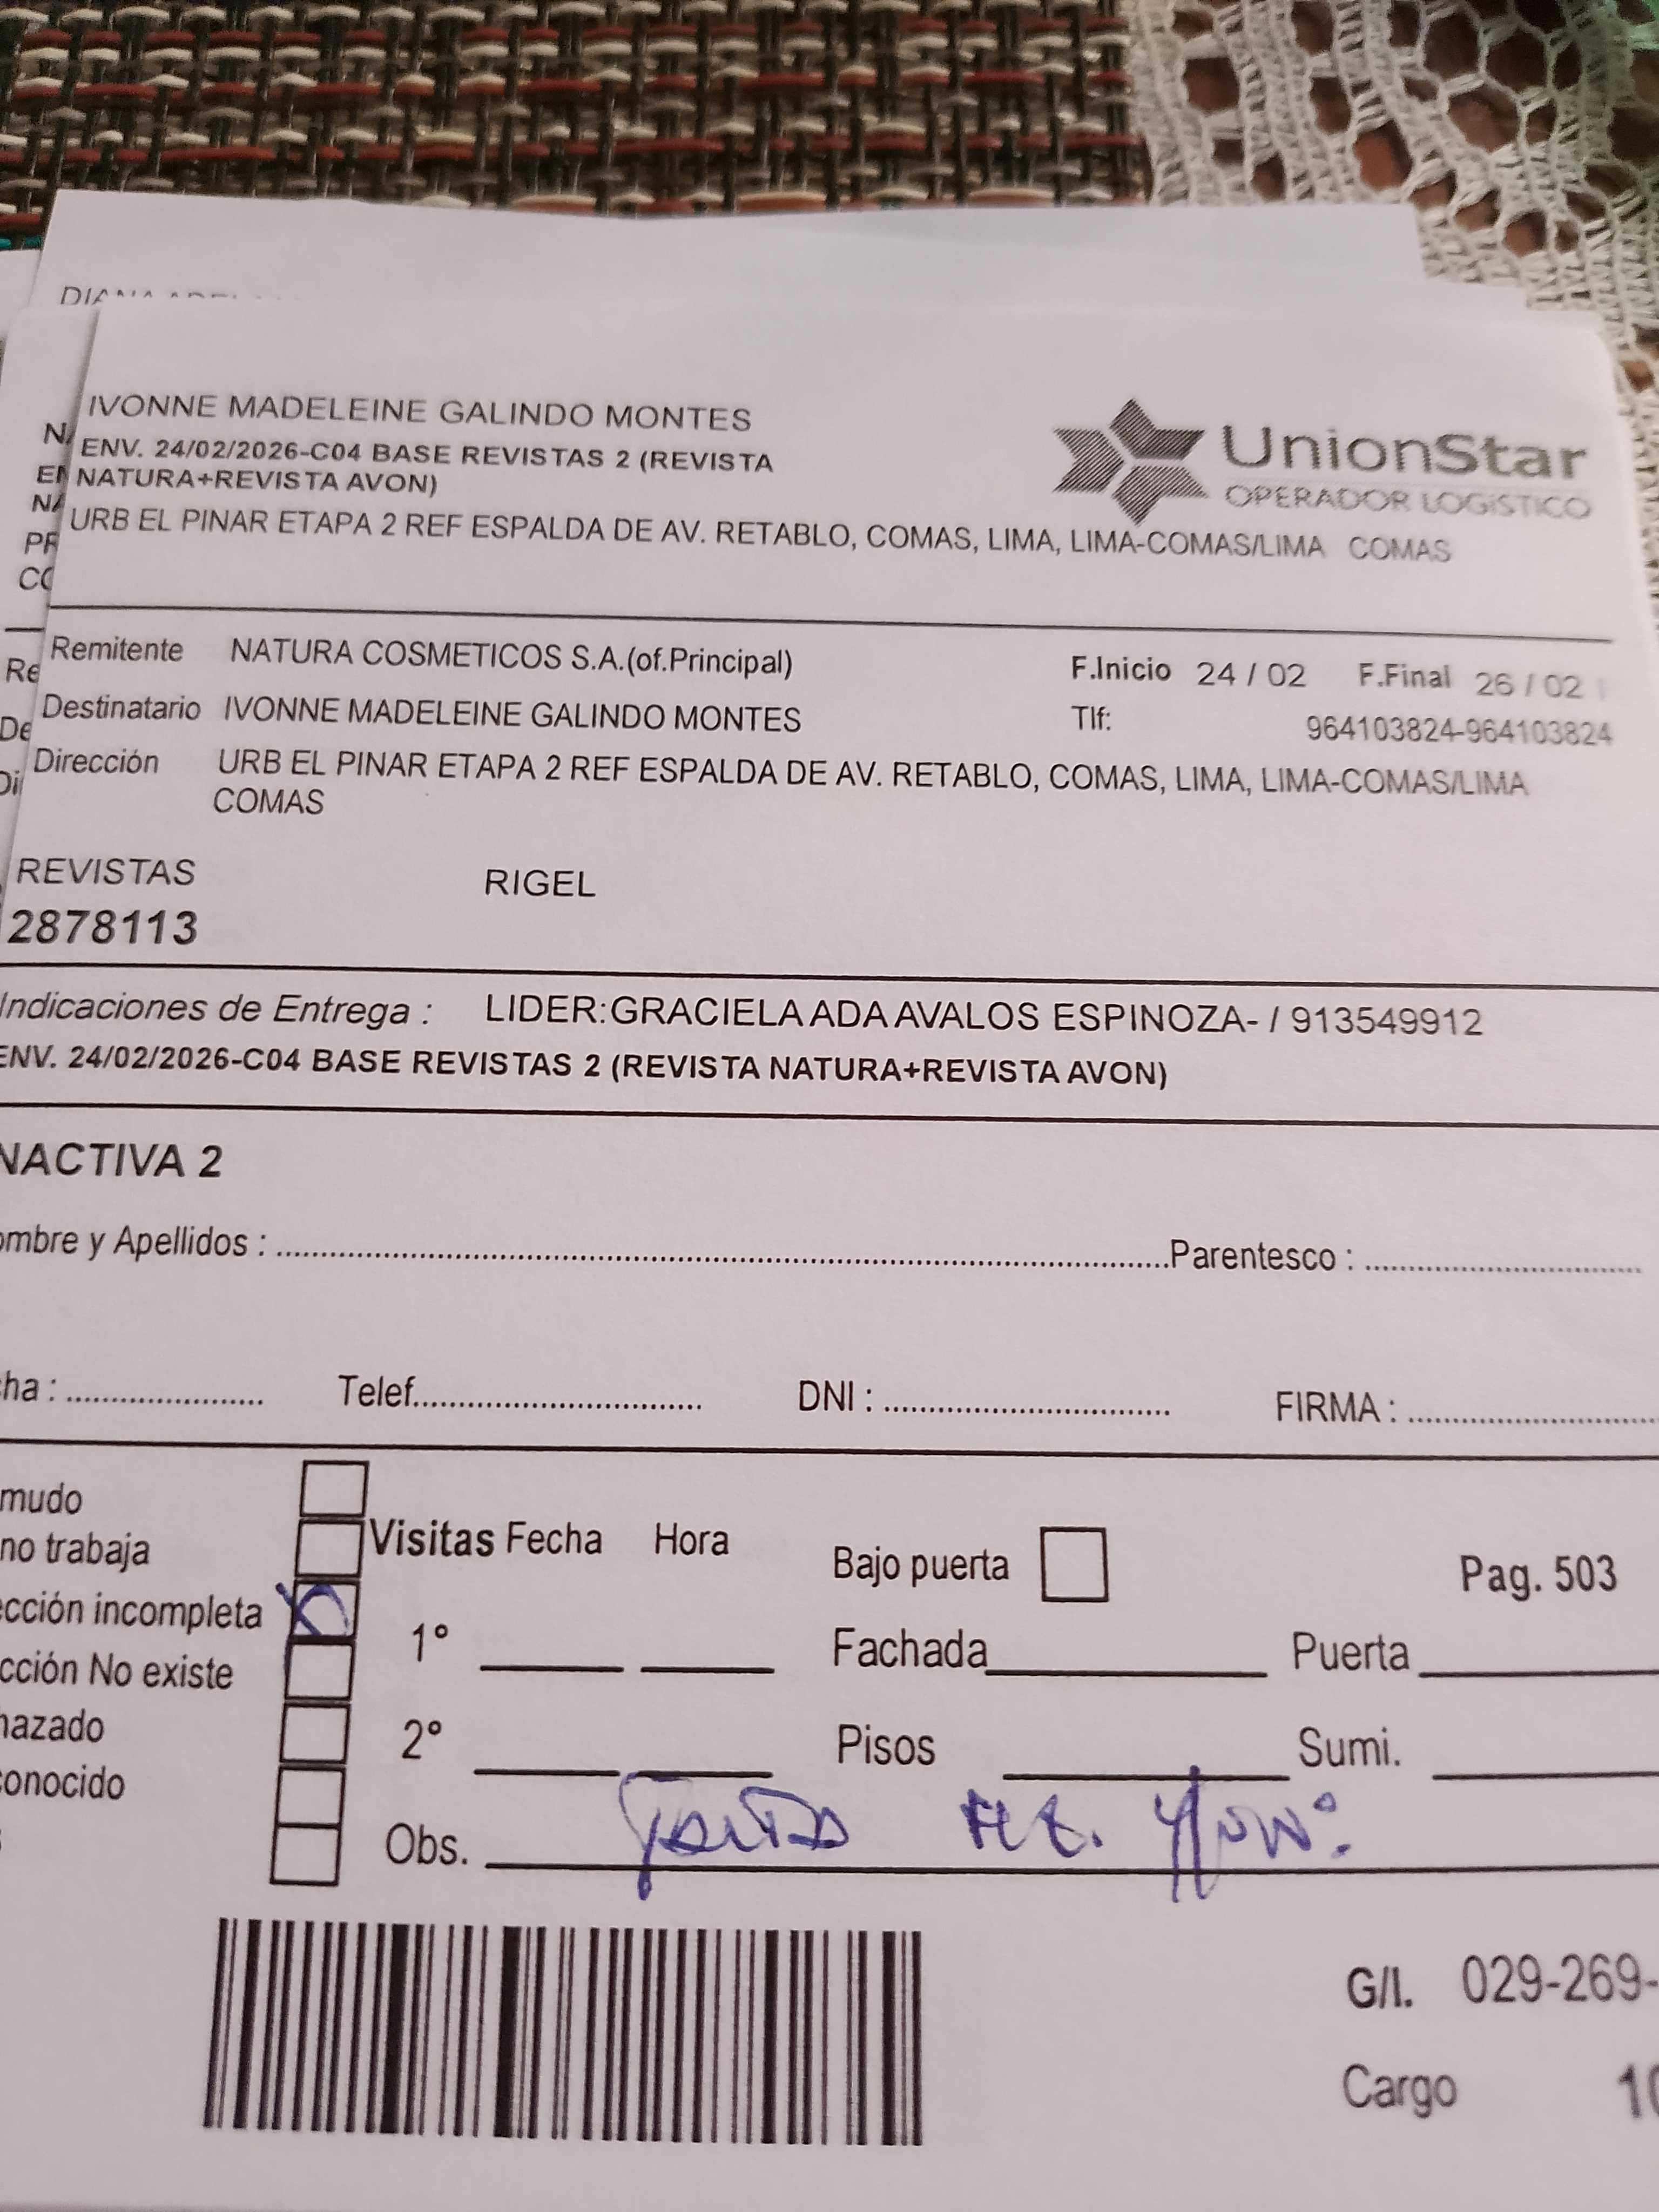 IVONNE MADELEINE GALINDO MONTES
ENV. 24/02/2026-C04 BASE REVISTAS 2 (REVISTA
NATURA+REVISTA AVON)
URB EL PINAR ETAPA 2 REF ESPALDA DE AV. RETABLO, COMAS, LIMA, LIMA-COMAS/LIMA COMAS
UnionStar
OPERADOR LOGÍSTICO
Remitente NATURA COSMETICOS S.A.(of.Principal) F.Inicio 24 / 02 F.Final 26 / 02
Destinatario IVONNE MADELEINE GALINDO MONTES Tlf: 964103824-964103824
Dirección URB EL PINAR ETAPA 2 REF ESPALDA DE AV. RETABLO, COMAS, LIMA, LIMA-COMAS/LIMA
COMAS
REVISTAS RIGEL
2878113
Indicaciones de Entrega : LIDER:GRACIELA ADA AVALOS ESPINOZA- / 913549912
ENV. 24/02/2026-C04 BASE REVISTAS 2 (REVISTA NATURA+REVISTA AVON)
NACTIVA 2
ombre y Apellidos : Parentesco :
ha : Telef. DNI : FIRMA :
mudo
no trabaja Visitas Fecha Hora Bajo puerta Pag. 503
cción incompleta 1° Fachada Puerta
cción No existe
hazado 2° Pisos Sumi.
conocido
Obs.
G/I. 029-269-
Cargo 10